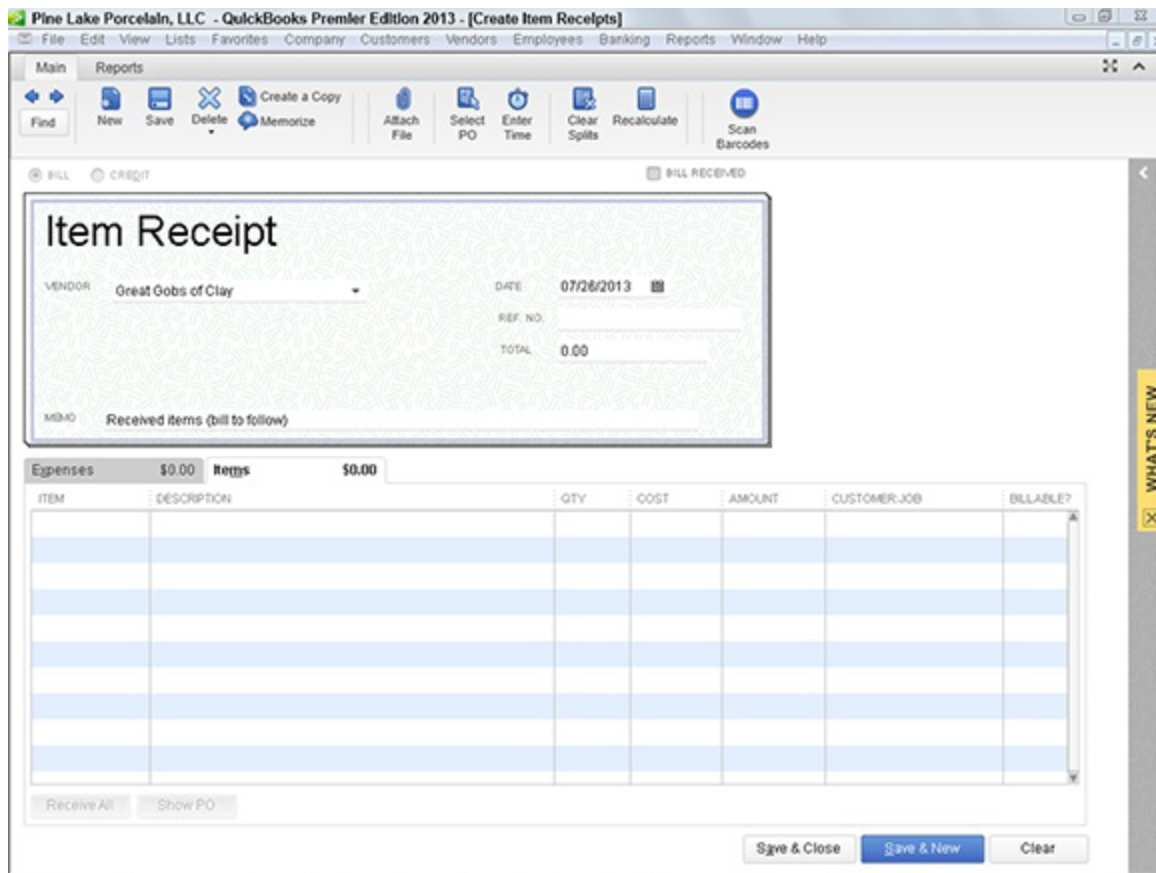 Pine Lake Porcelain, LLC - QuickBooks Premier Edition 2013 - [Create Item Receipts]
File Edit View Lists Favorites Company Customers Vendors Employees Banking Reports Window Help
Main Reports
Find New Save Delete Create a Copy Memorize Attach File Select PO Enter Time Clear Splits Recalculate Scan Barcodes
BILL CREDIT BILL RECEIVED
Item Receipt
VENDOR Great Gobs of Clay DATE 07/26/2013
REF. NO.
TOTAL 0.00
MEMO Received items (bill to follow)
Expenses $0.00 Items $0.00
ITEM DESCRIPTION QTY COST AMOUNT CUSTOMER:JOB BILLABLE?
Receive All Show PO
Save & Close Save & New Clear
WHAT'S NEW